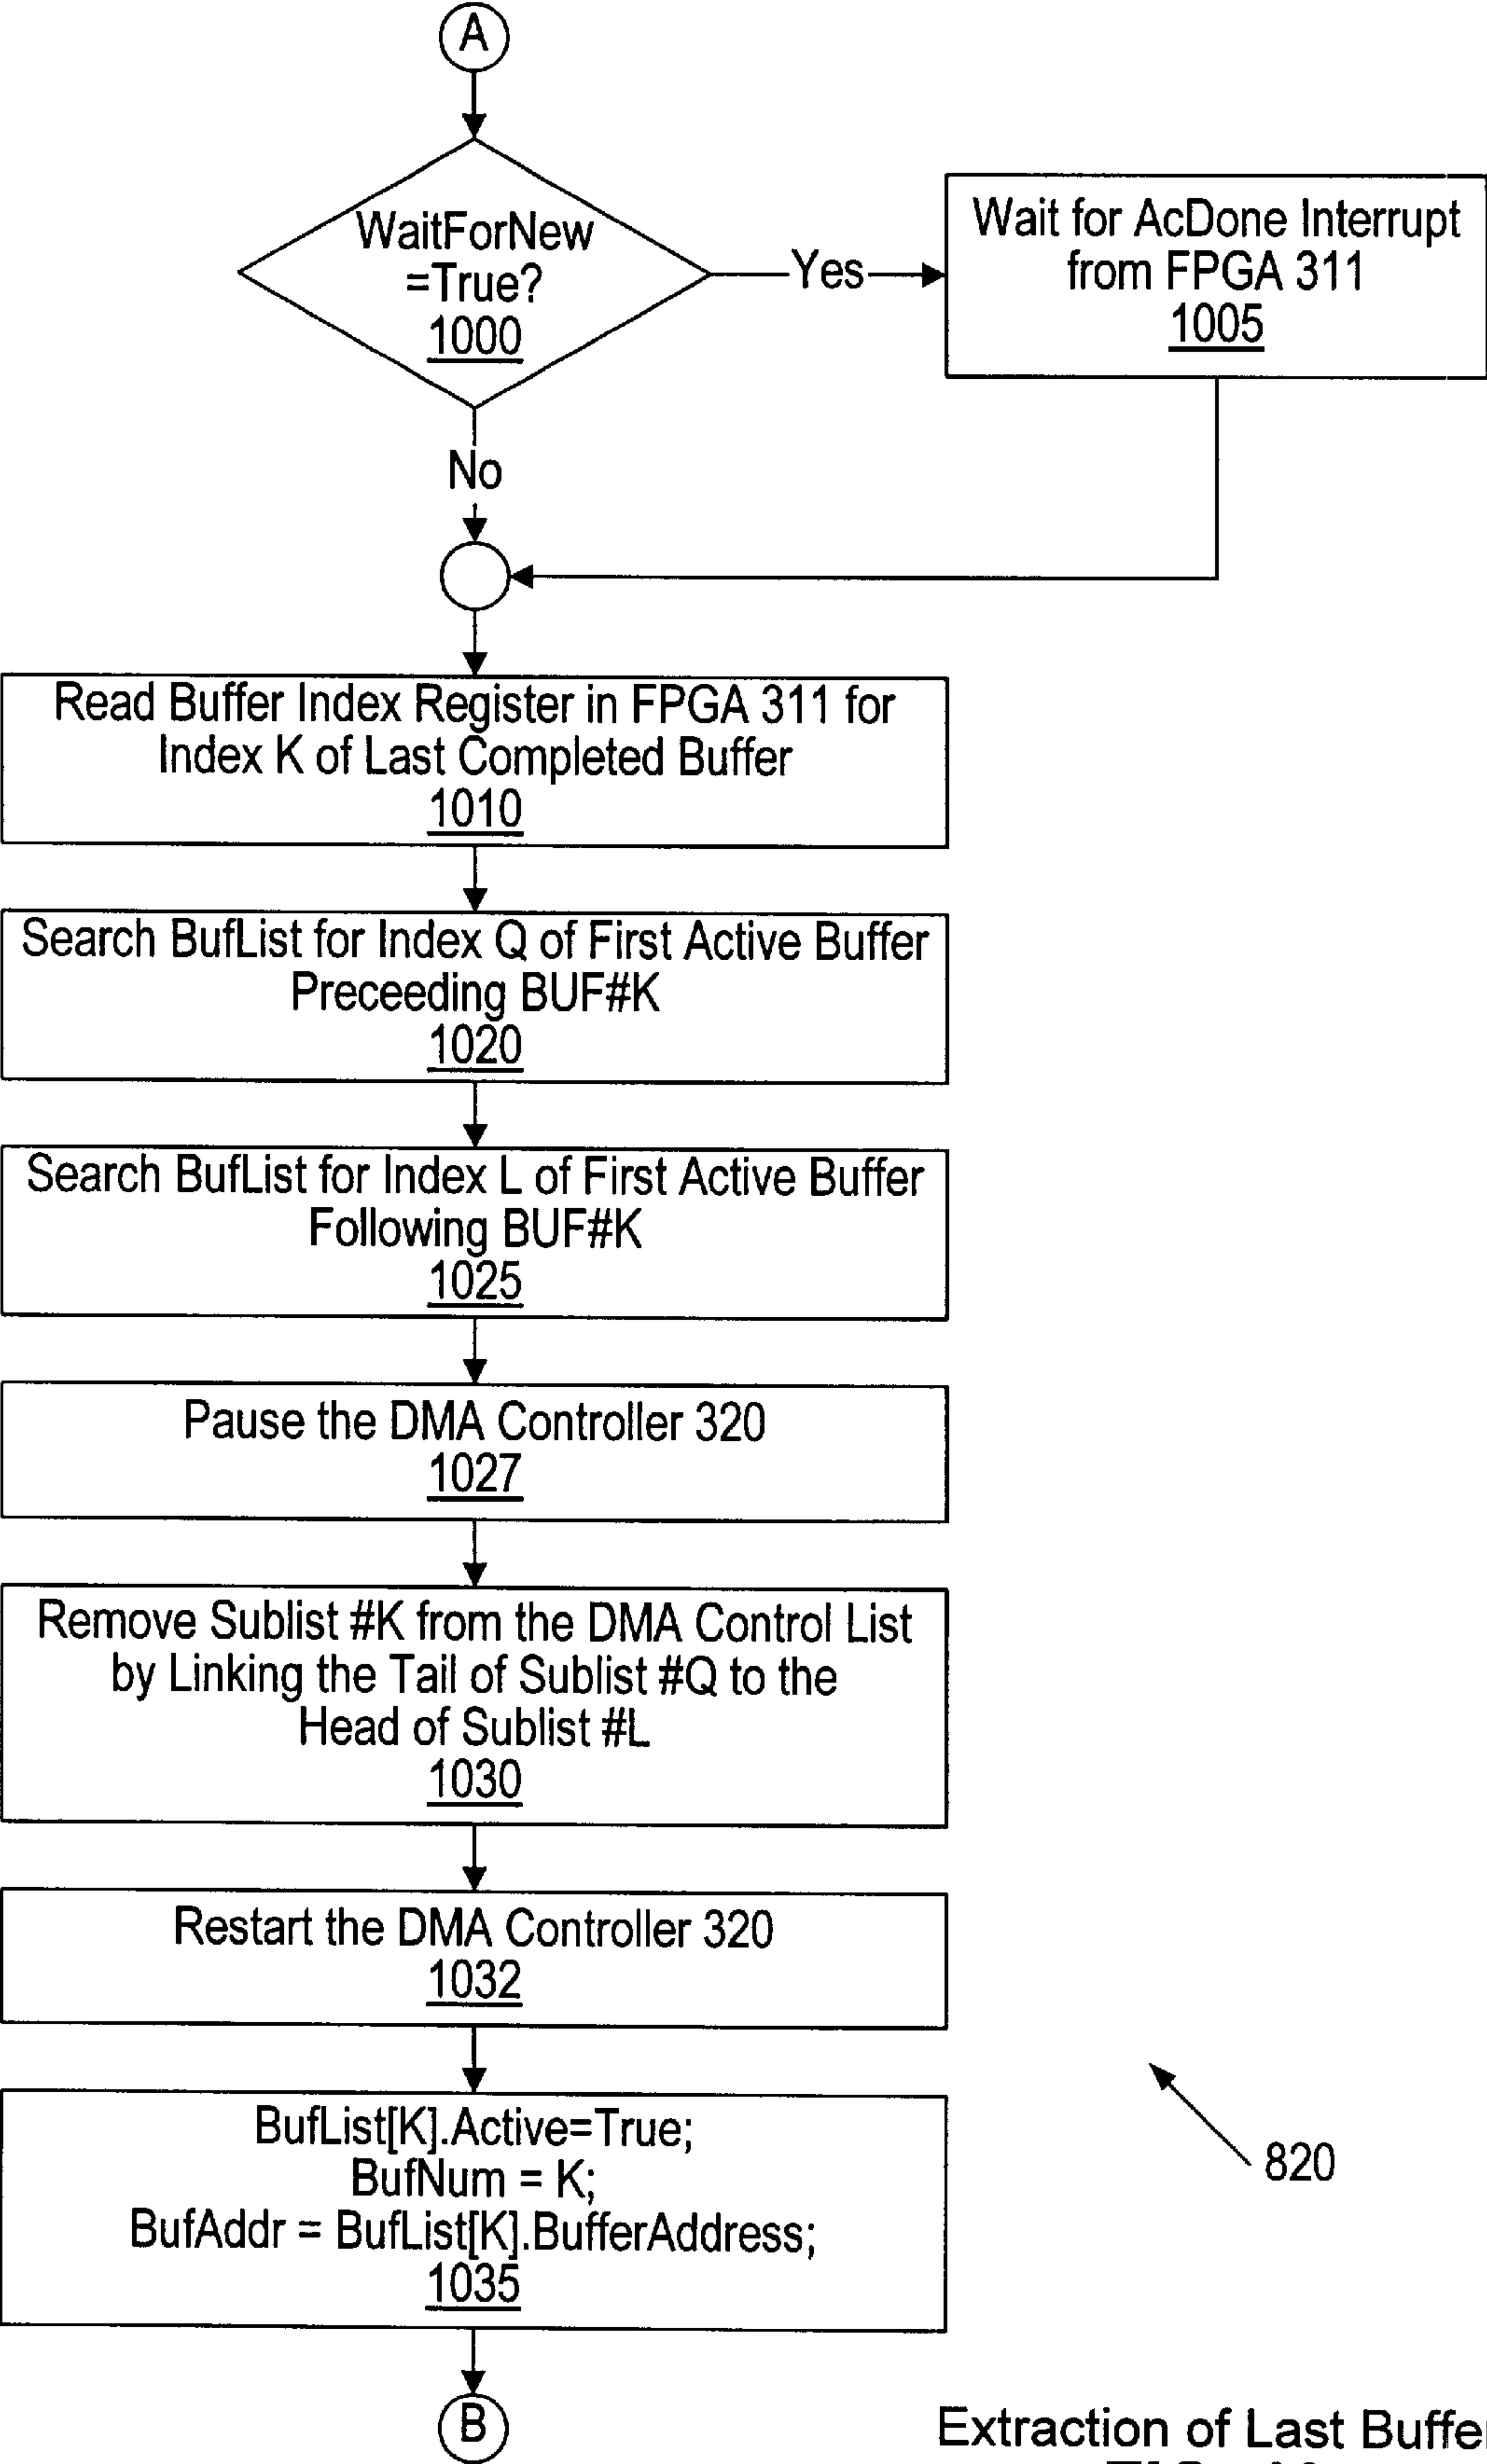 A
WaitForNew
=True?
1000
Yes
Wait for AcDone Interrupt
from FPGA 311
1005
No
Read Buffer Index Register in FPGA 311 for
Index K of Last Completed Buffer
1010
Search BufList for Index Q of First Active Buffer
Preceeding BUF#K
1020
Search BufList for Index L of First Active Buffer
Following BUF#K
1025
Pause the DMA Controller 320
1027
Remove Sublist #K from the DMA Control List
by Linking the Tail of Sublist #Q to the
Head of Sublist #L
1030
Restart the DMA Controller 320
1032
BufList[K].Active=True;
BufNum = K;
BufAddr = BufList[K].BufferAddress;
1035
820
B
Extraction of Last Buffe